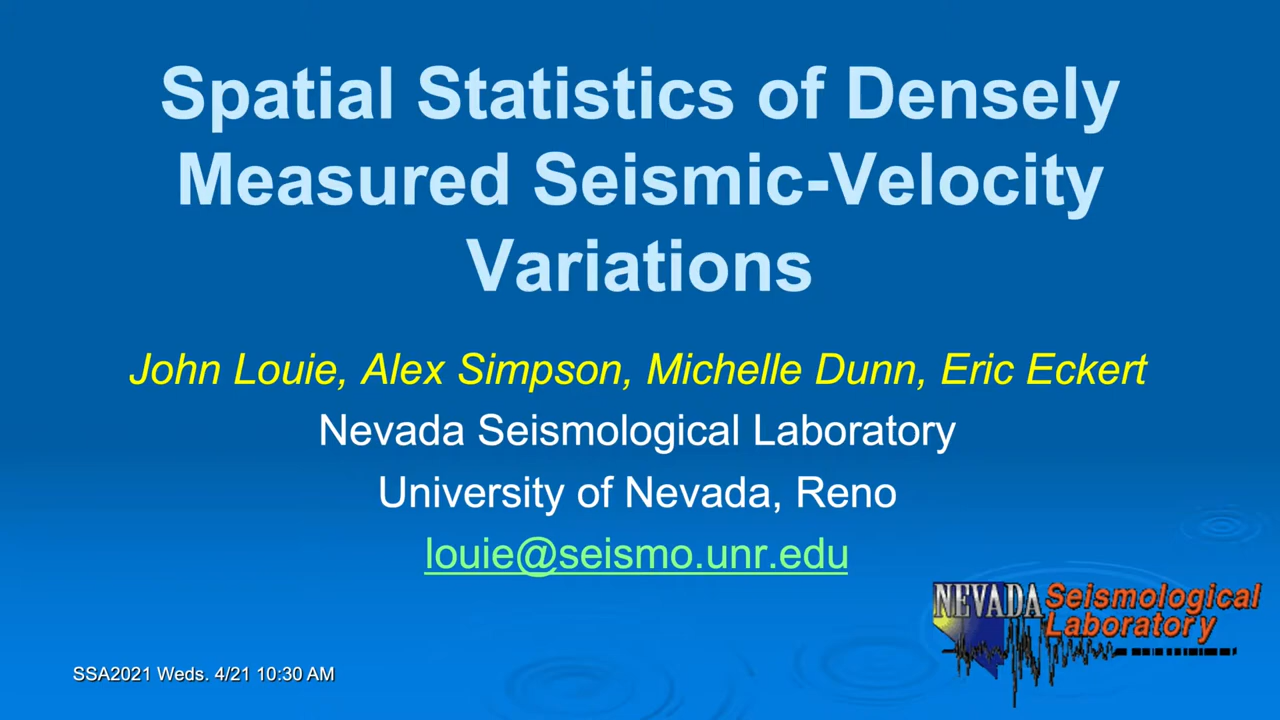 Spatial Statistics of Densely
Measured Seismic-Velocity
Variations
John Louie, Alex Simpson, Michelle Dunn, Eric Eckert
Nevada Seismological Laboratory
University of Nevada, Reno
louie@seismo.unr.edu
NEVADA Seismological
Laboratory
SSA2021 Weds. 4/21 10:30 AM